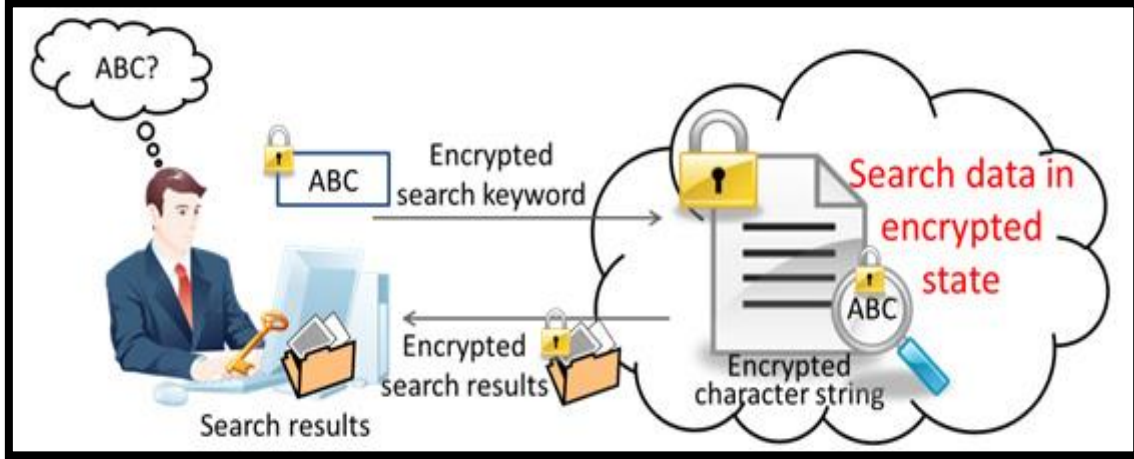 ABC?
ABC
Encrypted
search keyword
Search data in
encrypted
state
ABC
Encrypted
character string
Encrypted
search results
Search results